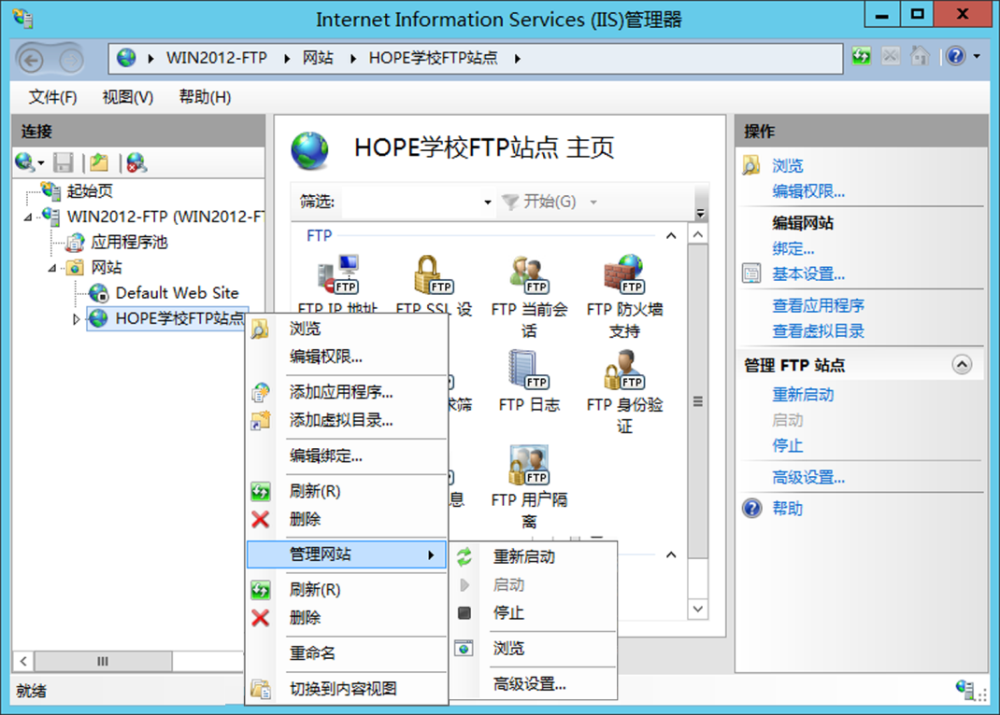 Internet Information Services (IIS)管理器
WIN2012-FTP 网站 HOPE学校FTP站点
文件(F) 视图(V) 帮助(H)
连接
起始页
WIN2012-FTP (WIN2012-FT
应用程序池
网站
Default Web Site
HOPE学校FTP站点
就绪
HOPE学校FTP站点 主页
筛选: 开始(G)
FTP
FTP IP 地址 FTP SSL 设 FTP 当前会话 FTP 防火墙支持
求筛 FTP 日志 FTP 身份验证
息 FTP 用户隔离
浏览
编辑权限...
添加应用程序...
添加虚拟目录...
编辑绑定...
刷新(R)
删除
管理网站
刷新(R)
删除
重命名
切换到内容视图
重新启动
启动
停止
浏览
高级设置...
操作
浏览
编辑权限...
编辑网站
绑定...
基本设置...
查看应用程序
查看虚拟目录
管理 FTP 站点
重新启动
启动
停止
高级设置...
帮助